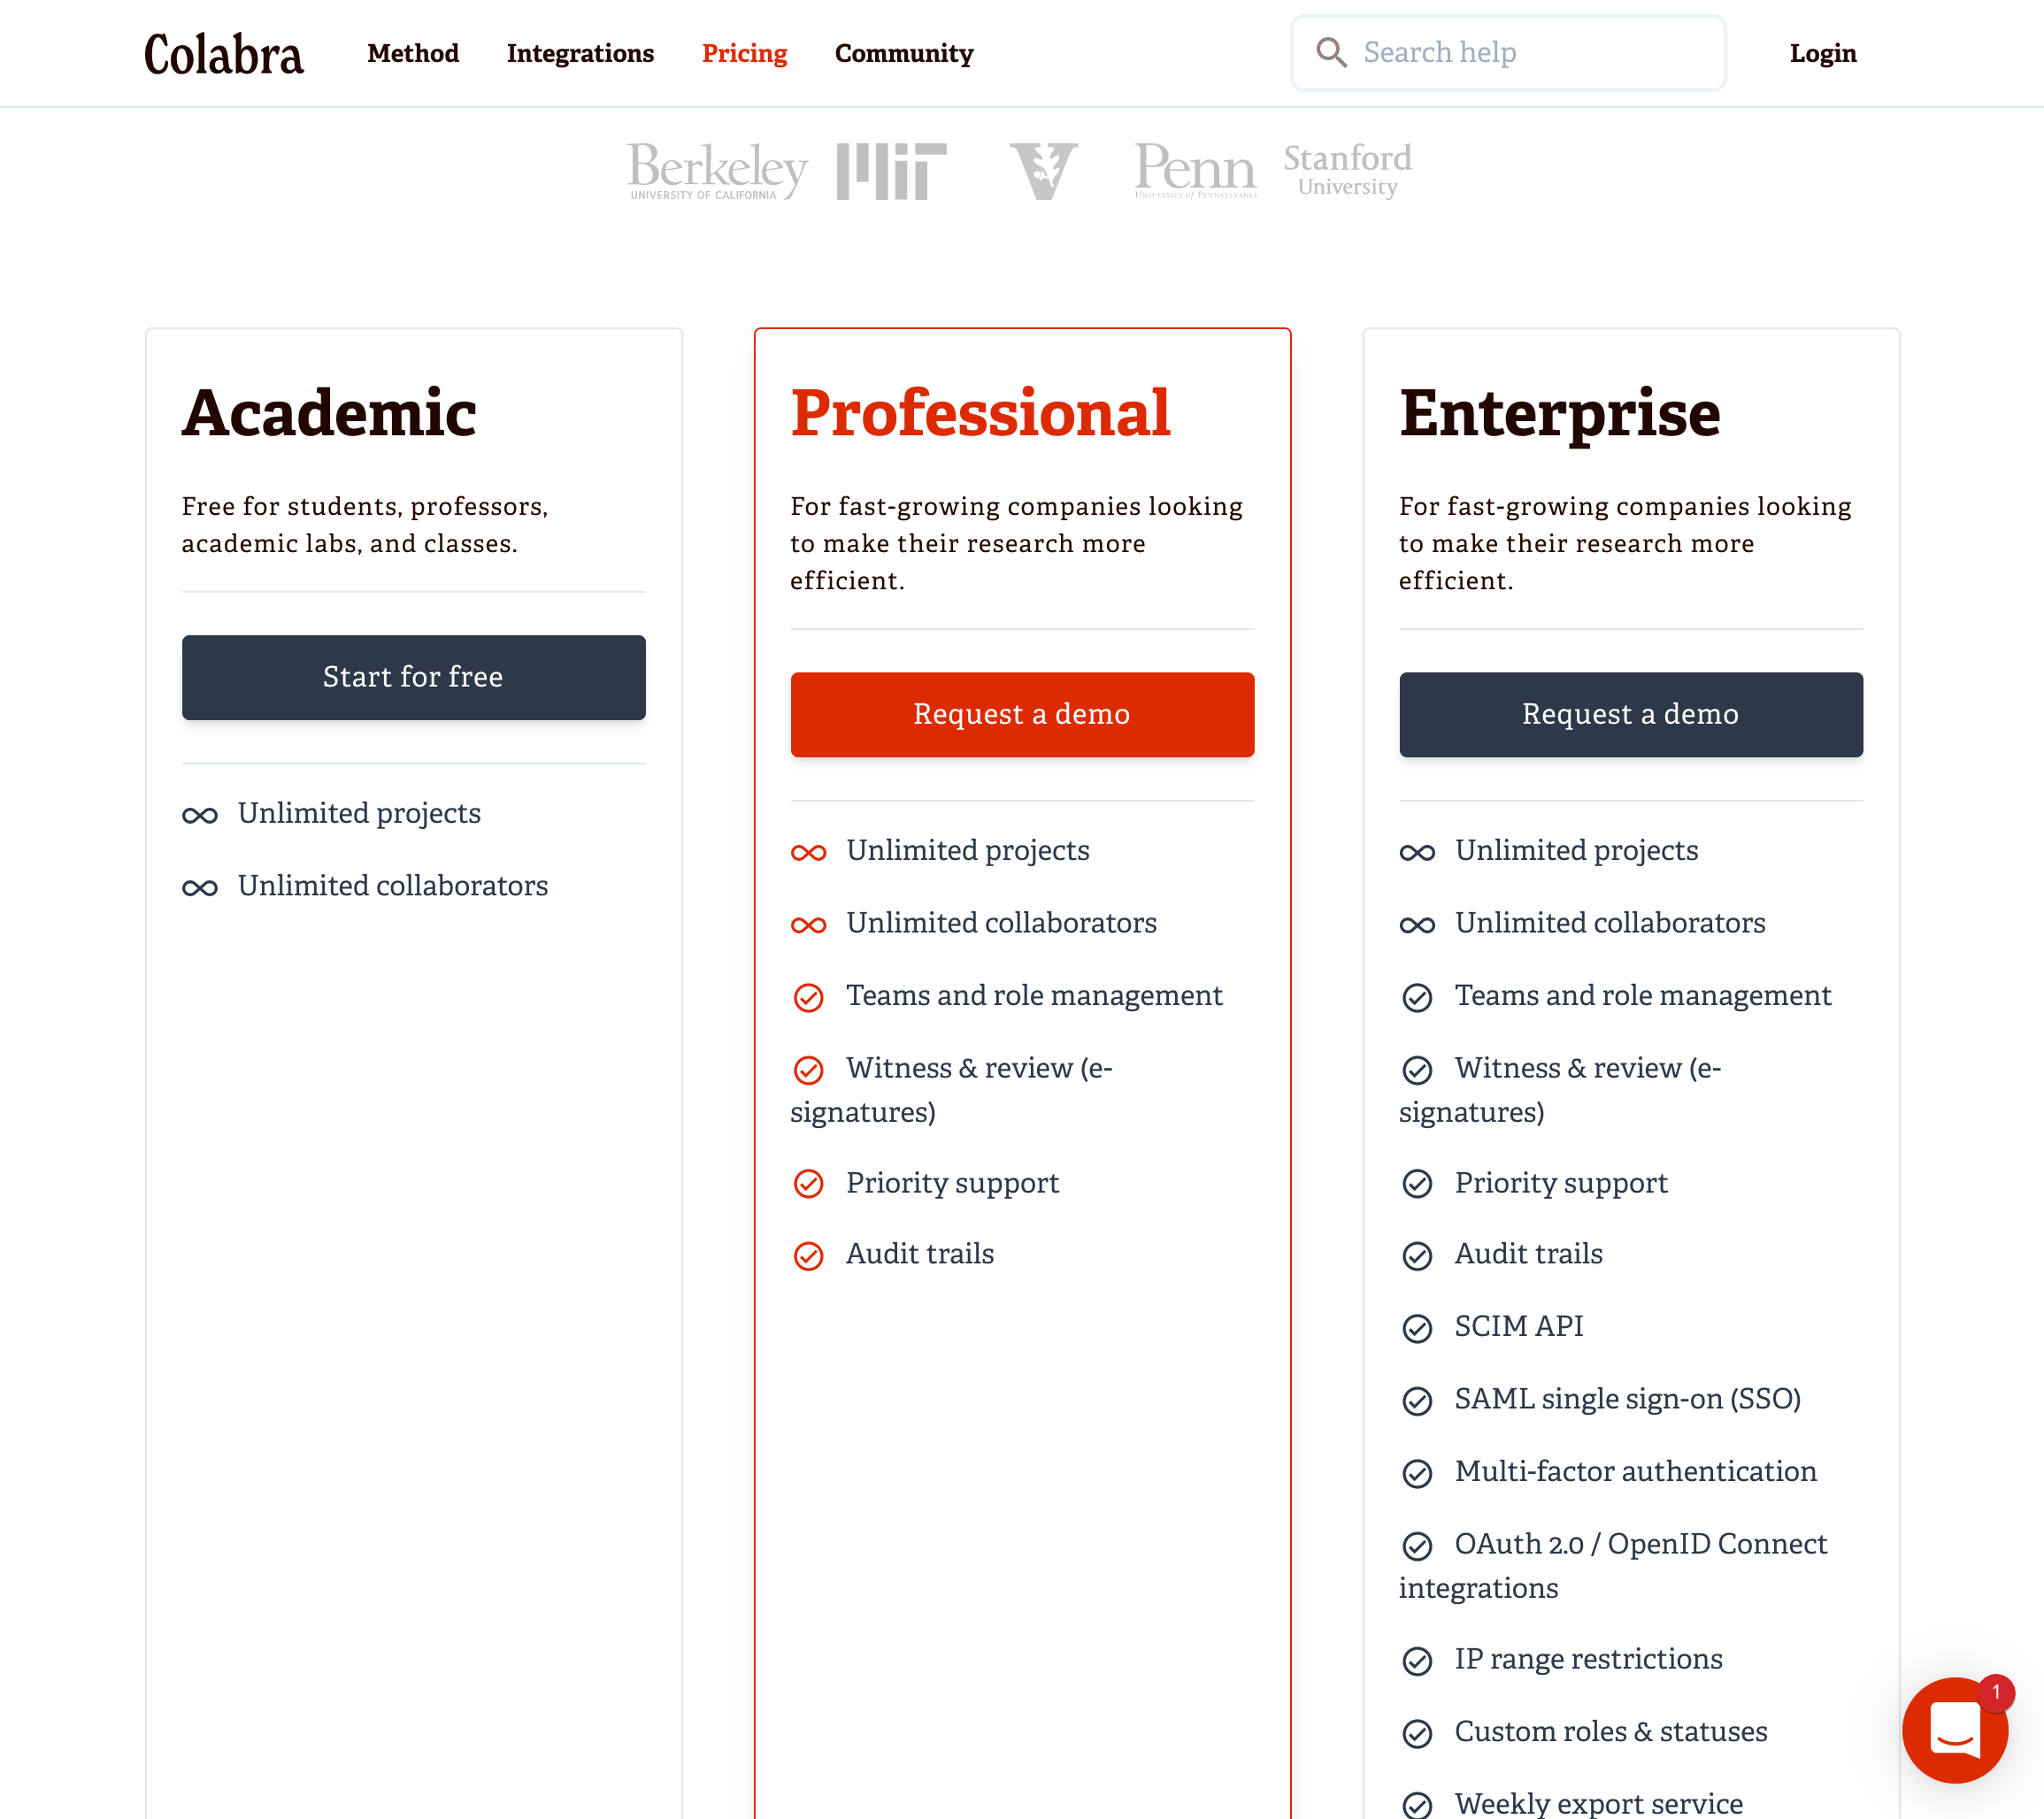 Colabra
Method
Integrations
Pricing
Community
Search help
Login
Berkeley
UNIVERSITY OF CALIFORNIA
MIT
V
Penn
UNIVERSITY of PENNSYLVANIA
Stanford
University
Academic
Free for students, professors,
academic labs, and classes.
Start for free
Unlimited projects
Unlimited collaborators
Professional
For fast-growing companies looking
to make their research more
efficient.
Request a demo
Unlimited projects
Unlimited collaborators
Teams and role management
Witness & review (e-
signatures)
Priority support
Audit trails
Enterprise
For fast-growing companies looking
to make their research more
efficient.
Request a demo
Unlimited projects
Unlimited collaborators
Teams and role management
Witness & review (e-
signatures)
Priority support
Audit trails
SCIM API
SAML single sign-on (SSO)
Multi-factor authentication
OAuth 2.0 / OpenID Connect
integrations
IP range restrictions
Custom roles & statuses
Weekly export service
1